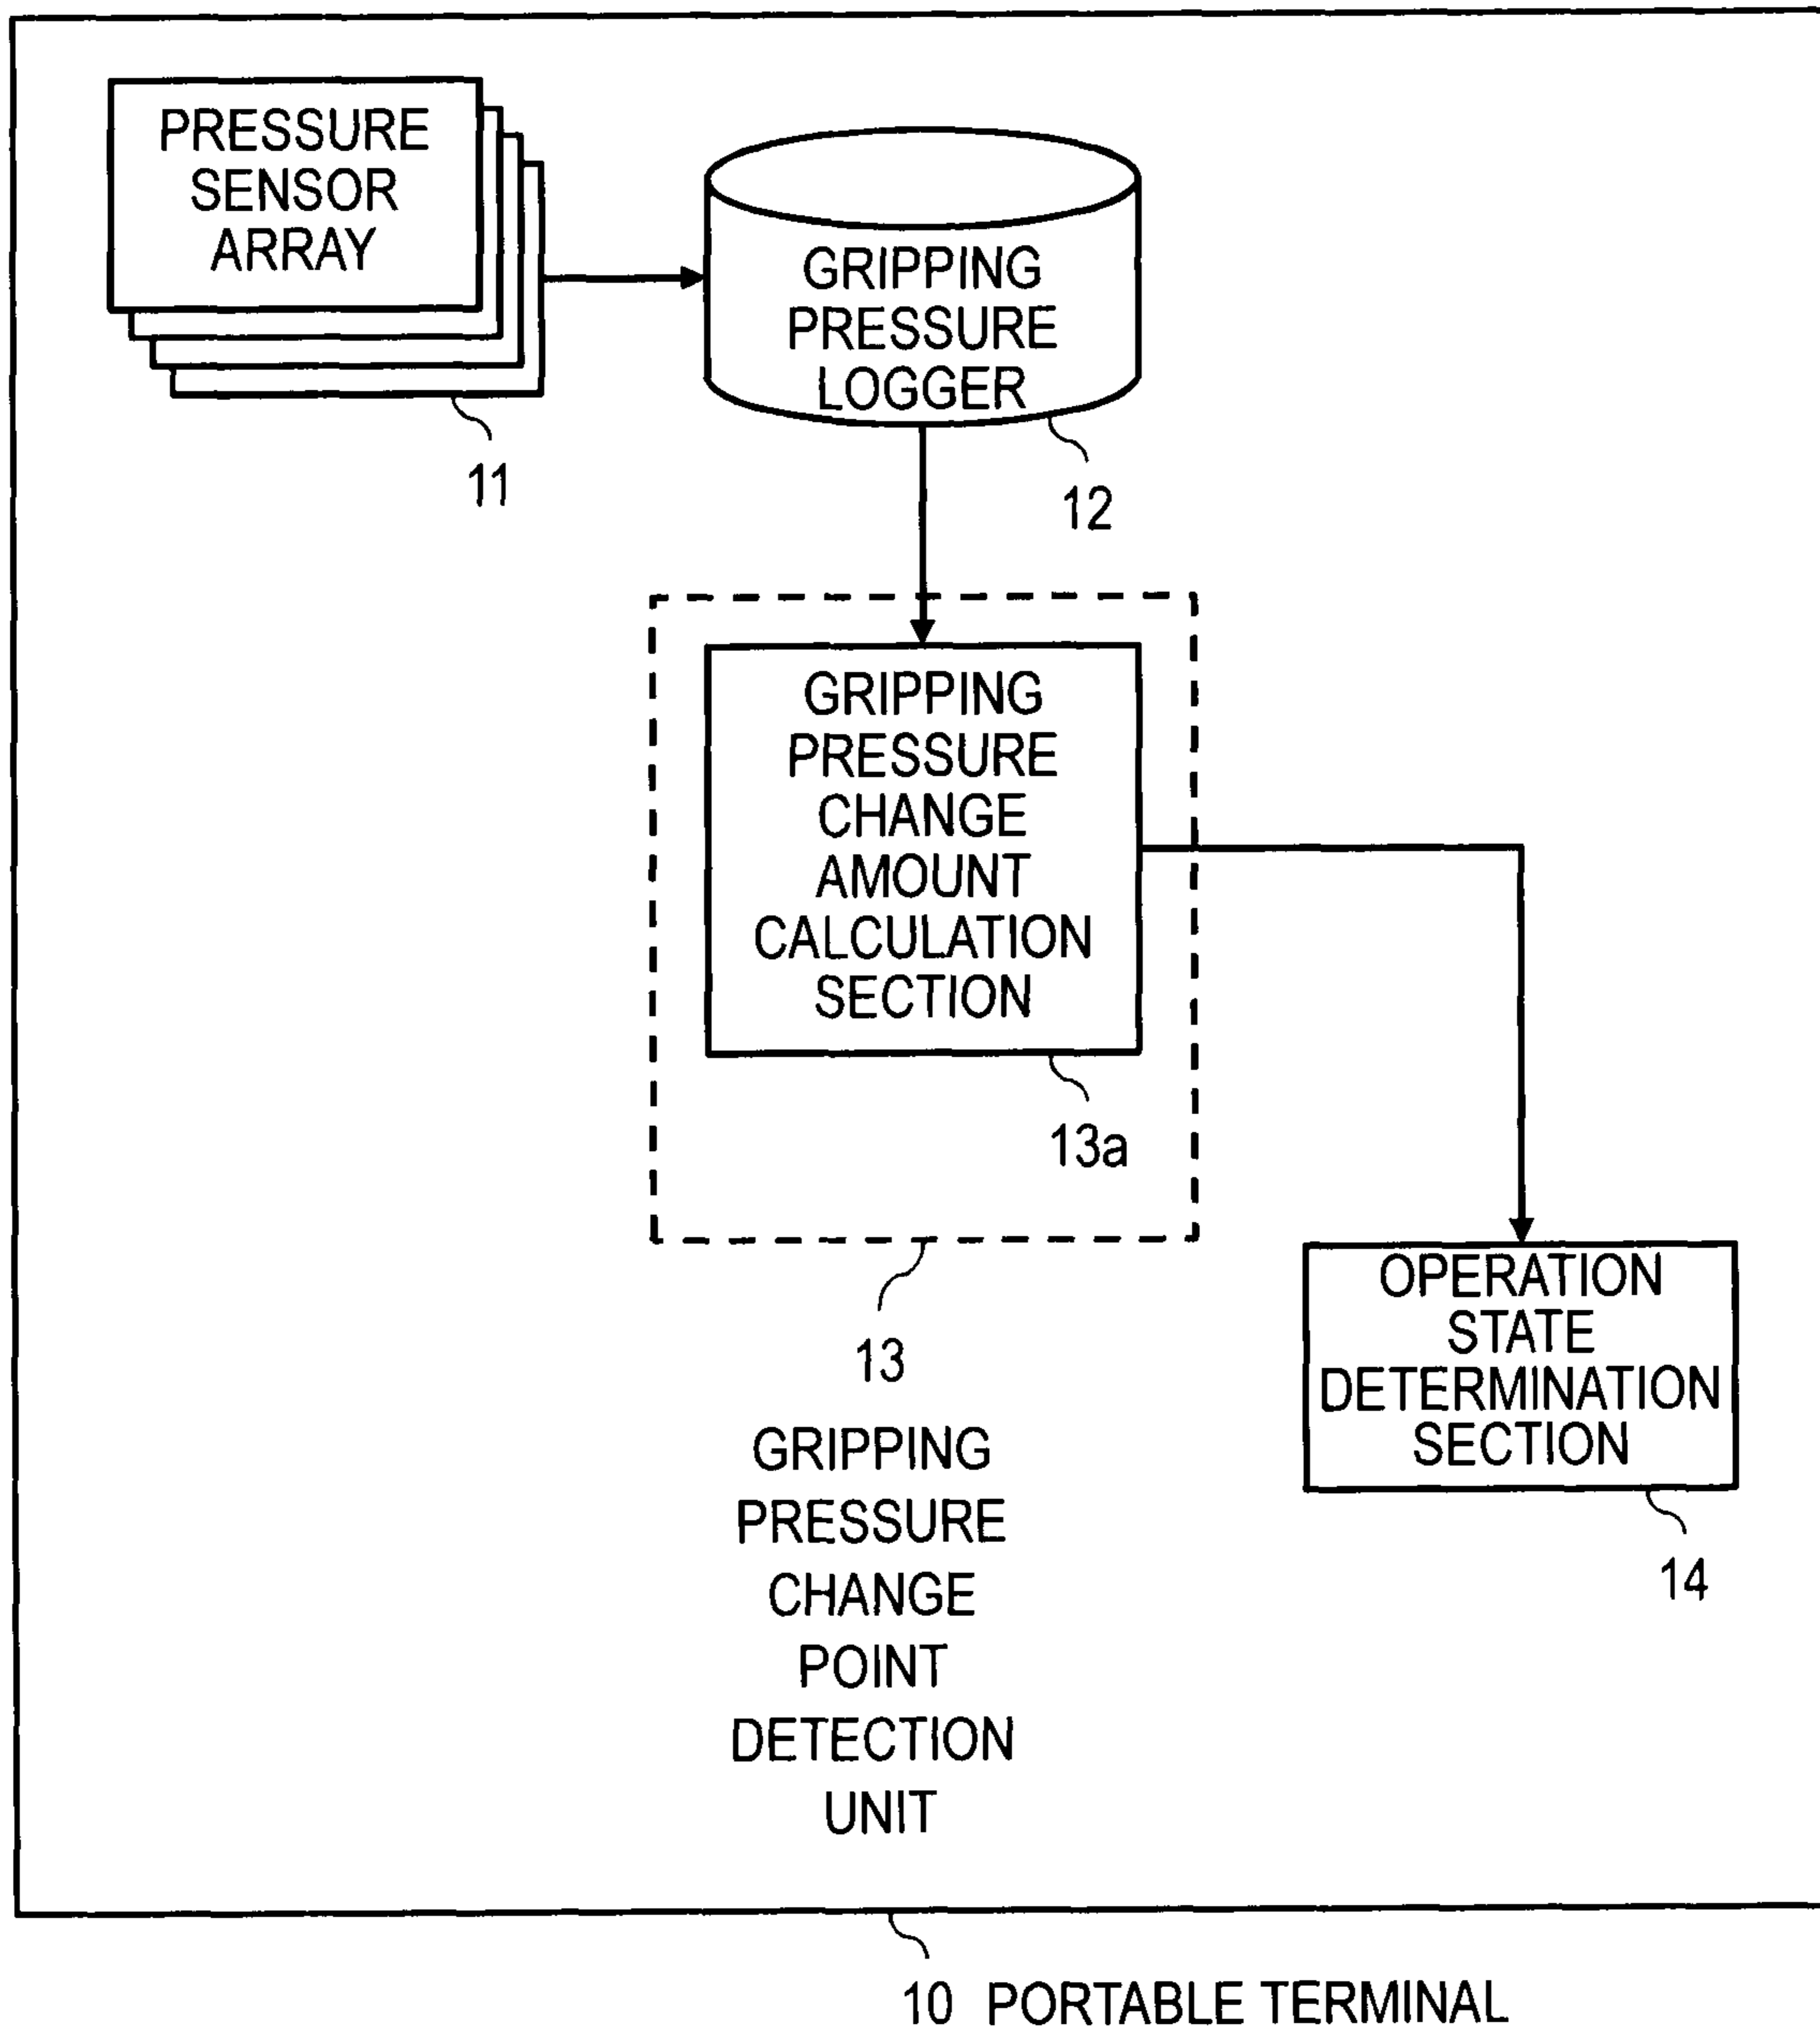 PRESSURE
SENSOR
ARRAY
11
GRIPPING
PRESSURE
LOGGER
12
GRIPPING
PRESSURE
CHANGE
AMOUNT
CALCULATION
SECTION
13a
13
GRIPPING
PRESSURE
CHANGE
POINT
DETECTION
UNIT
OPERATION
STATE
DETERMINATION
SECTION
14
10 PORTABLE TERMINAL